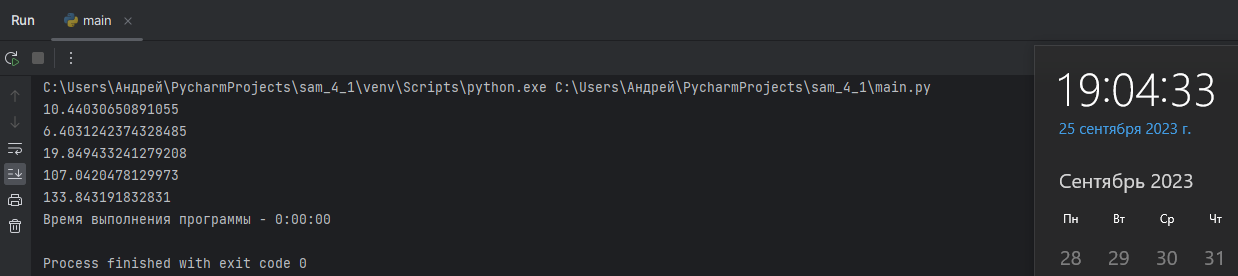 Run main
C:\Users\Андрей\PycharmProjects\sam_4_1\venv\Scripts\python.exe C:\Users\Андрей\PycharmProjects\sam_4_1\main.py
10.44030650891055
6.4031242374328485
19.849433241279208
107.0420478129973
133.843191832831
Время выполнения программы - 0:00:00
Process finished with exit code 0
19:04:33
25 сентября 2023 г.
Сентябрь 2023
Пн Вт Ср Чт
28 29 30 31